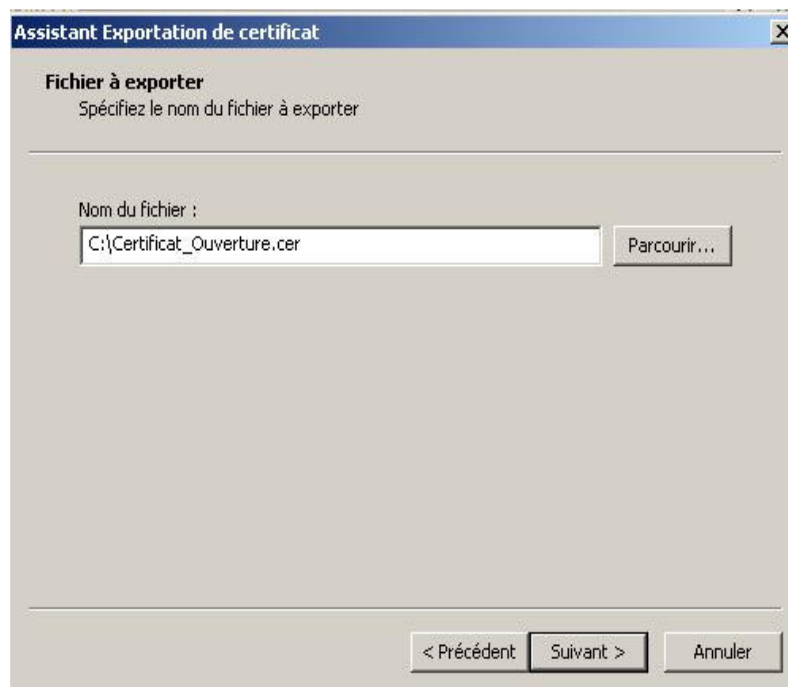 Assistant Exportation de certificat
Fichier à exporter
Spécifiez le nom du fichier à exporter
Nom du fichier :
C:\Certificat_Ouverture.cer
Parcourir...
< Précédent
Suivant >
Annuler